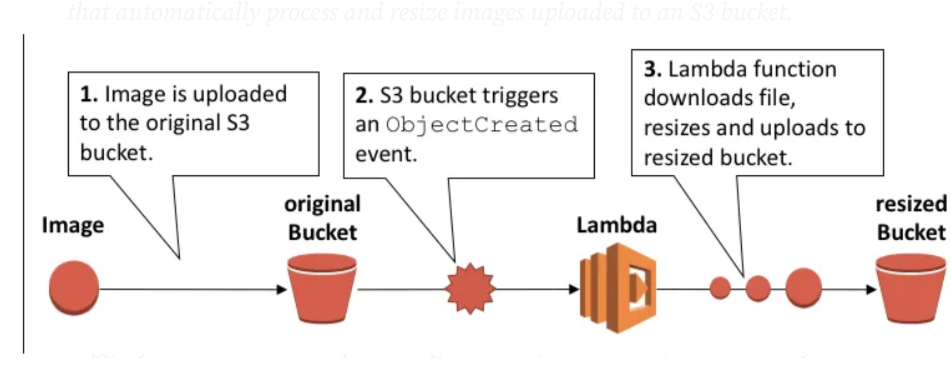 that automatically process and resize images uploaded to an S3 bucket.
1. Image is uploaded
to the original S3
bucket.
2. S3 bucket triggers
an ObjectCreated
event.
3. Lambda function
downloads file,
resizes and uploads to
resized bucket.
Image
original
Bucket
Lambda
resized
Bucket